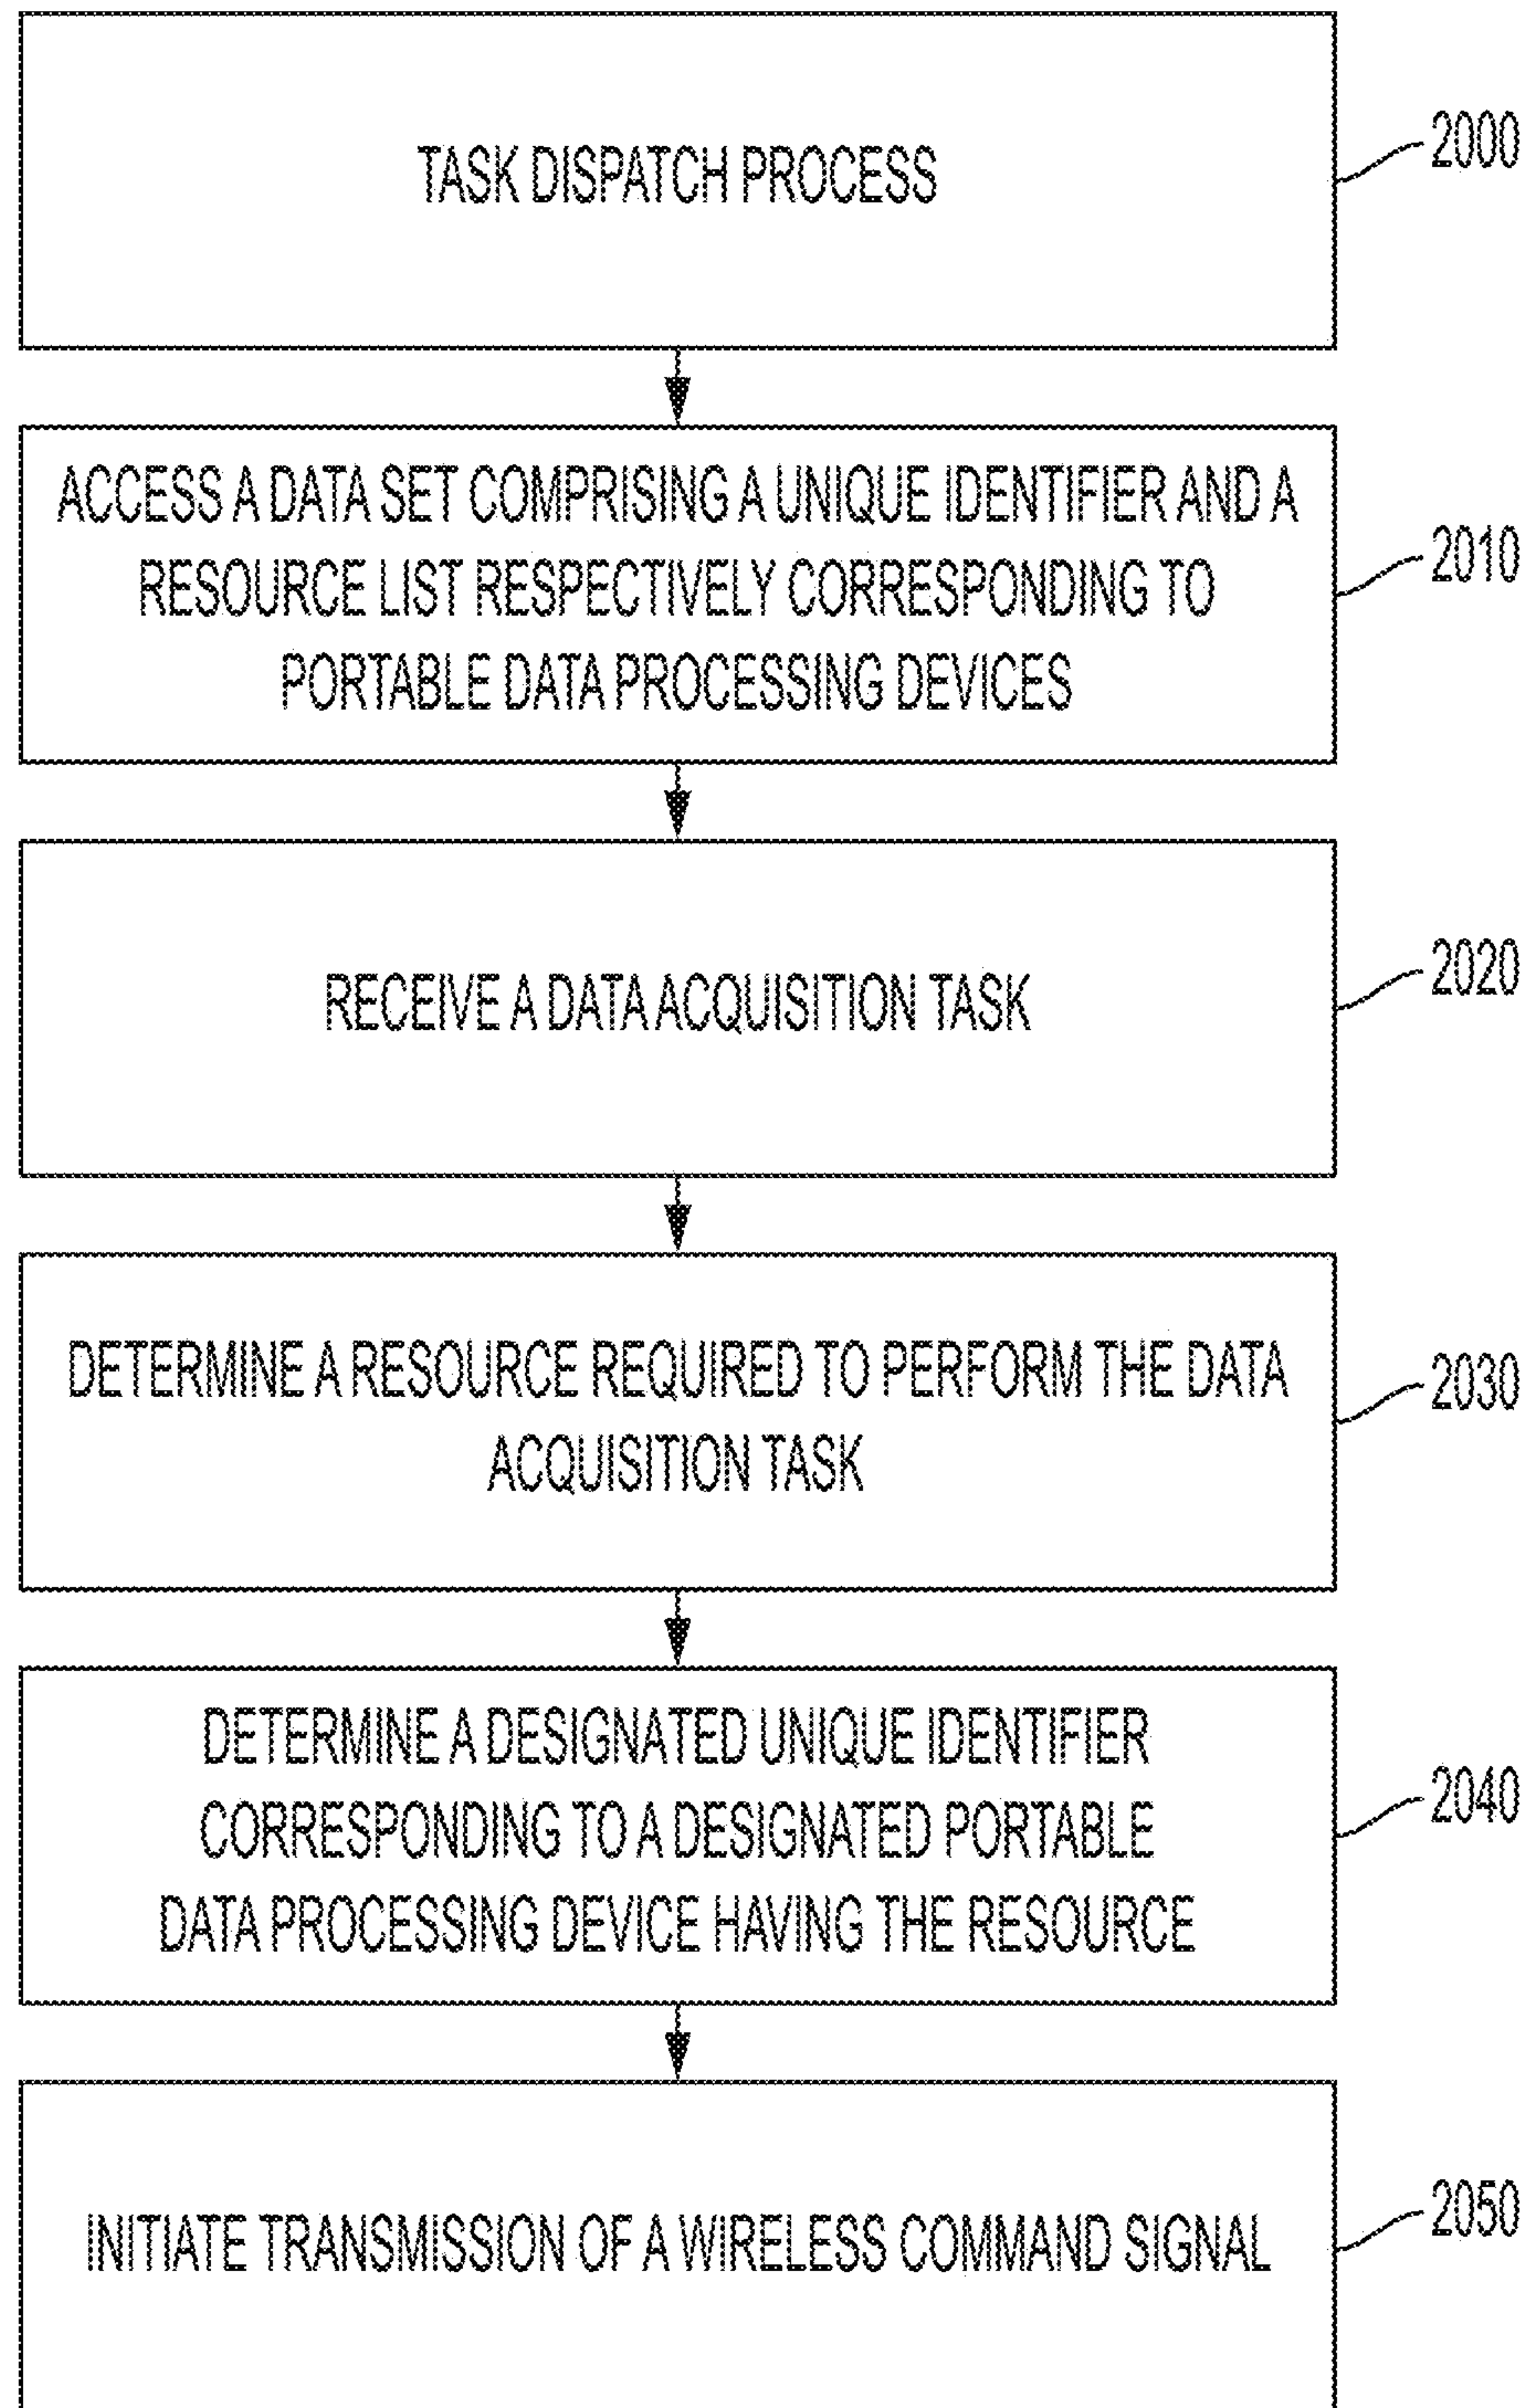 TASK DISPATCH PROCESS
2000
ACCESS A DATA SET COMPRISING A UNIQUE IDENTIFIER AND A
RESOURCE LIST RESPECTIVELY CORRESPONDING TO
PORTABLE DATA PROCESSING DEVICES
2010
RECEIVE A DATA ACQUISITION TASK
2020
DETERMINE A RESOURCE REQUIRED TO PERFORM THE DATA
ACQUISITION TASK
2030
DETERMINE A DESIGNATED UNIQUE IDENTIFIER
CORRESPONDING TO A DESIGNATED PORTABLE
DATA PROCESSING DEVICE HAVING THE RESOURCE
2040
INITIATE TRANSMISSION OF A WIRELESS COMMAND SIGNAL
2050